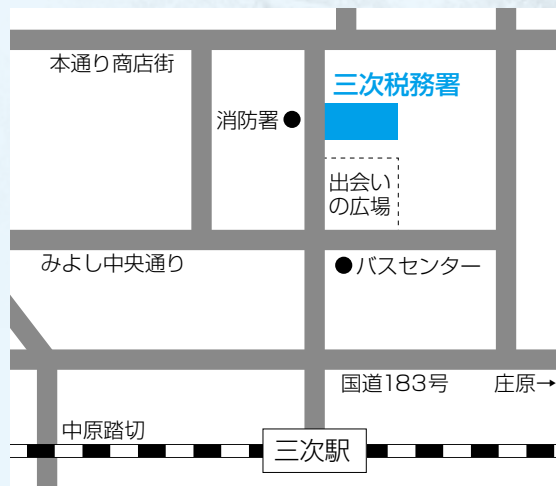 本通り商店街
三次税務署
消防署
出会い
の広場
みよし中央通り
バスセンター
国道183号
庄原→
中原踏切
三次駅